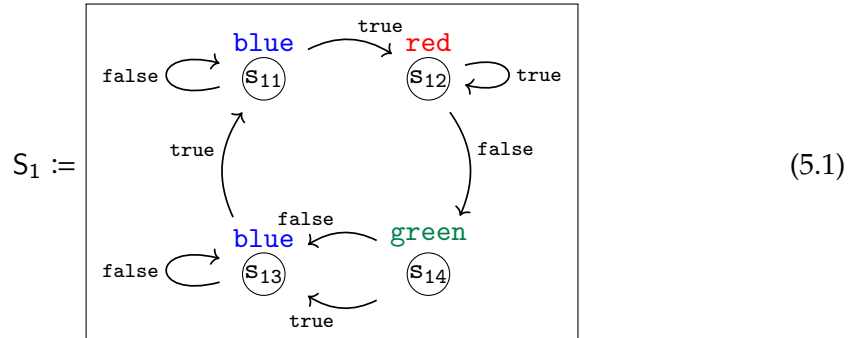 true
blue red
false s₁₁ s₁₂ true
true false
S₁ := (5.1)
false
blue green
false s₁₃ s₁₄
true